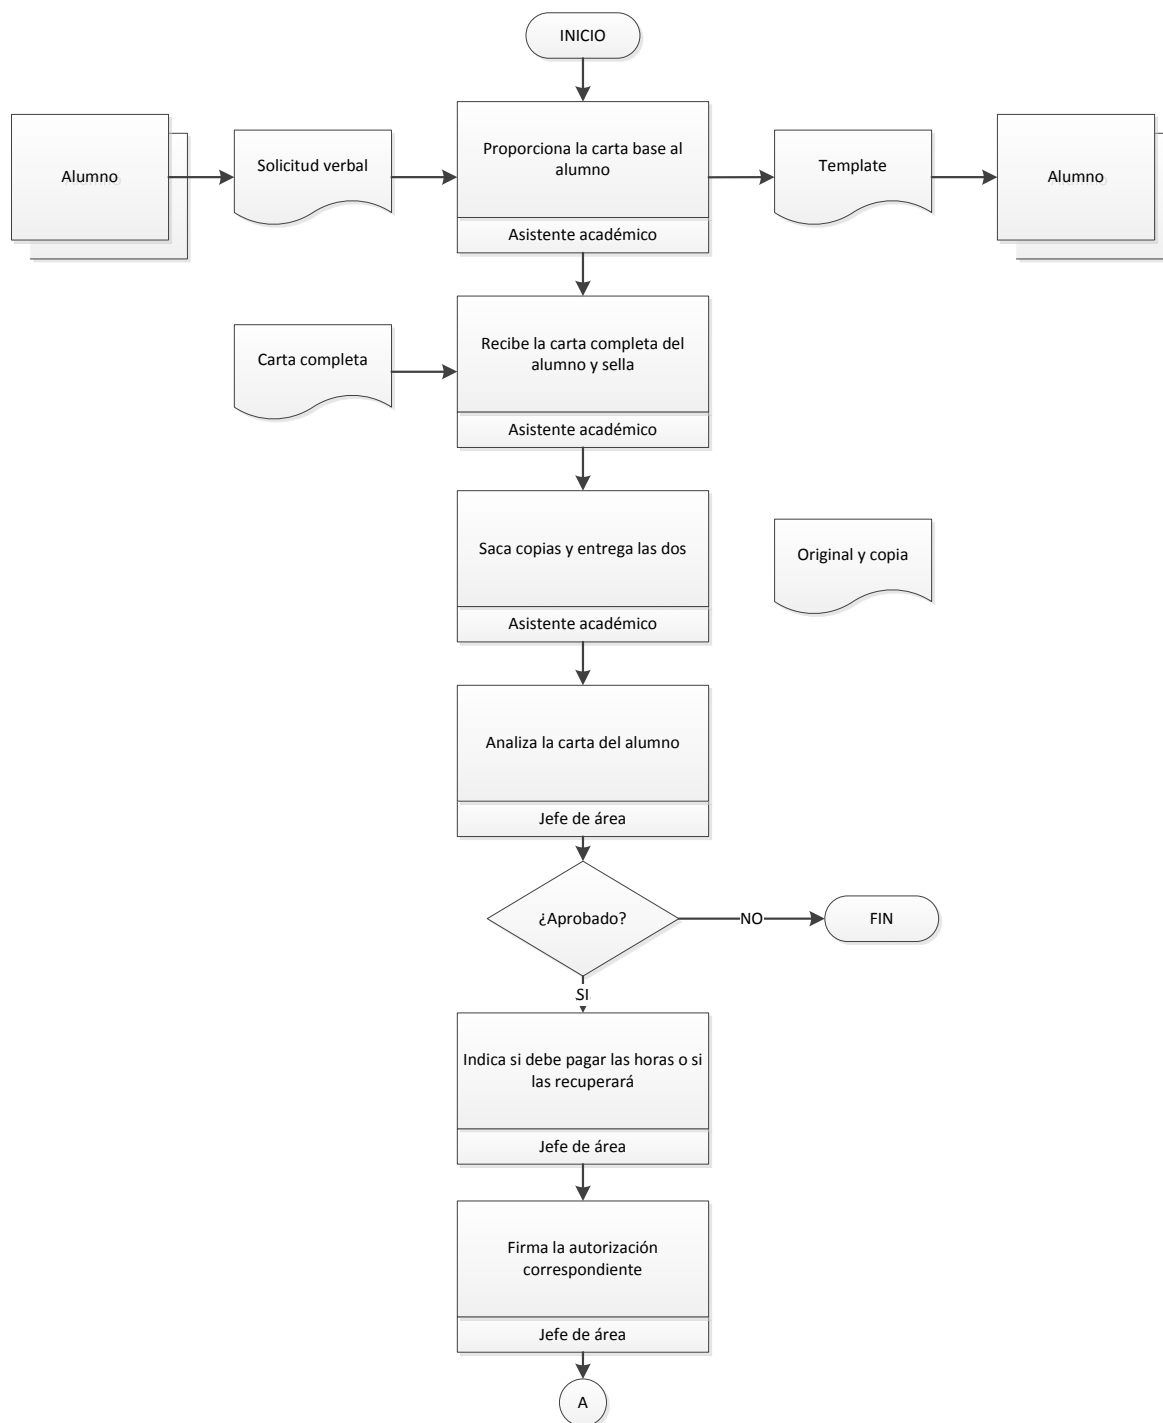 INICIO
Alumno
Solicitud verbal
Proporciona la carta base al
alumno
Asistente académico
Template
Alumno
Carta completa
Recibe la carta completa del
alumno y sella
Asistente académico
Saca copias y entrega las dos
Asistente académico
Original y copia
Analiza la carta del alumno
Jefe de área
¿Aprobado?
NO
FIN
SI
Indica si debe pagar las horas o si
las recuperará
Jefe de área
Firma la autorización
correspondiente
Jefe de área
A